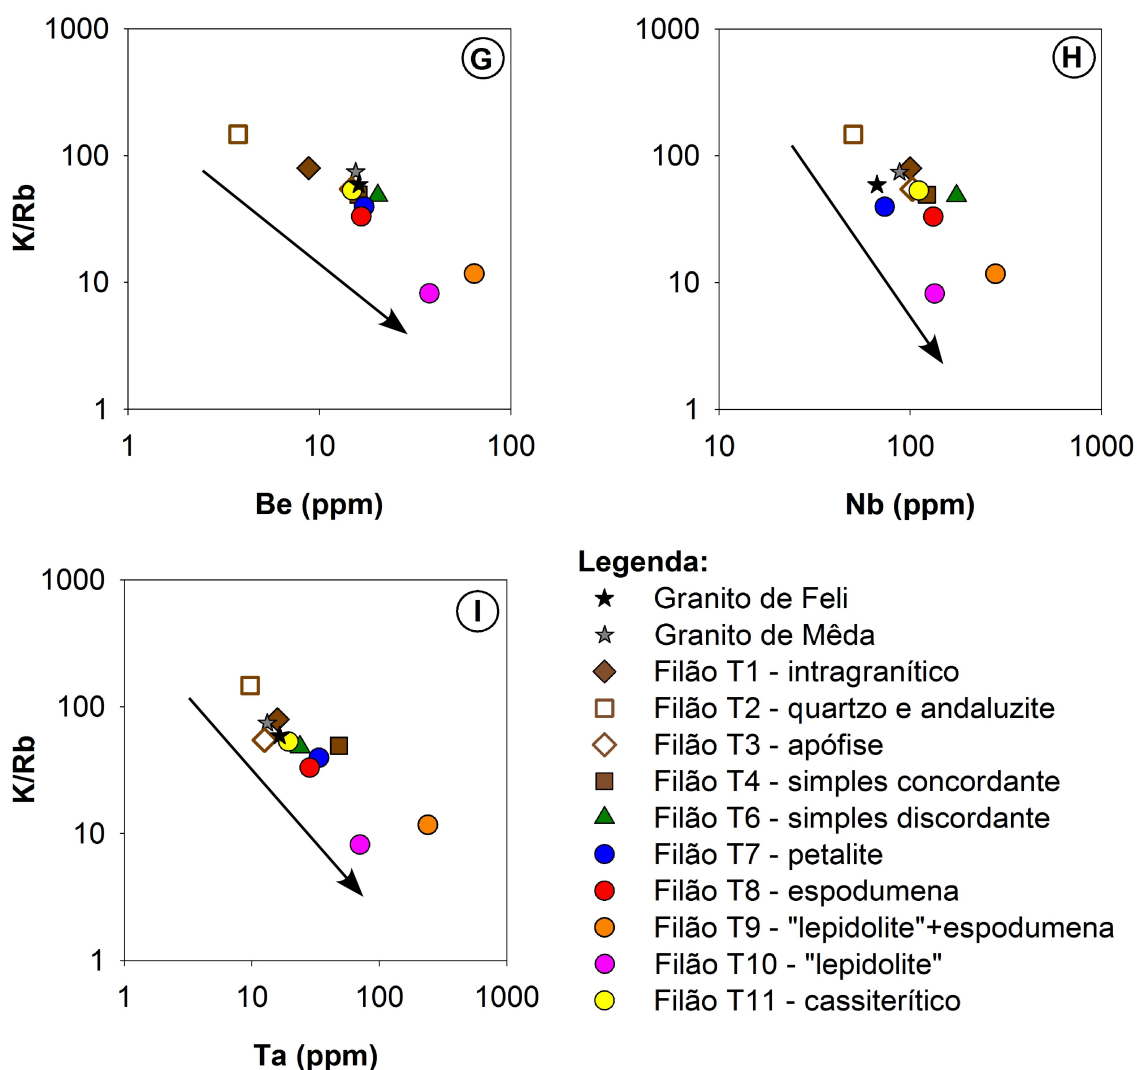 1000
G
100
K/Rb
10
1
1
10
100
Be (ppm)
1000
H
100
10
1
10
100
1000
Nb (ppm)
1000
I
100
K/Rb
10
1
1
10
100
1000
Ta (ppm)
Legenda:
Granito de Feli
Granito de Mêda
Filão T1 - intragranítico
Filão T2 - quartzo e andaluzite
Filão T3 - apófise
Filão T4 - simples concordante
Filão T6 - simples discordante
Filão T7 - petalite
Filão T8 - espodumena
Filão T9 - "lepidolite"+espodumena
Filão T10 - "lepidolite"
Filão T11 - cassiterítico